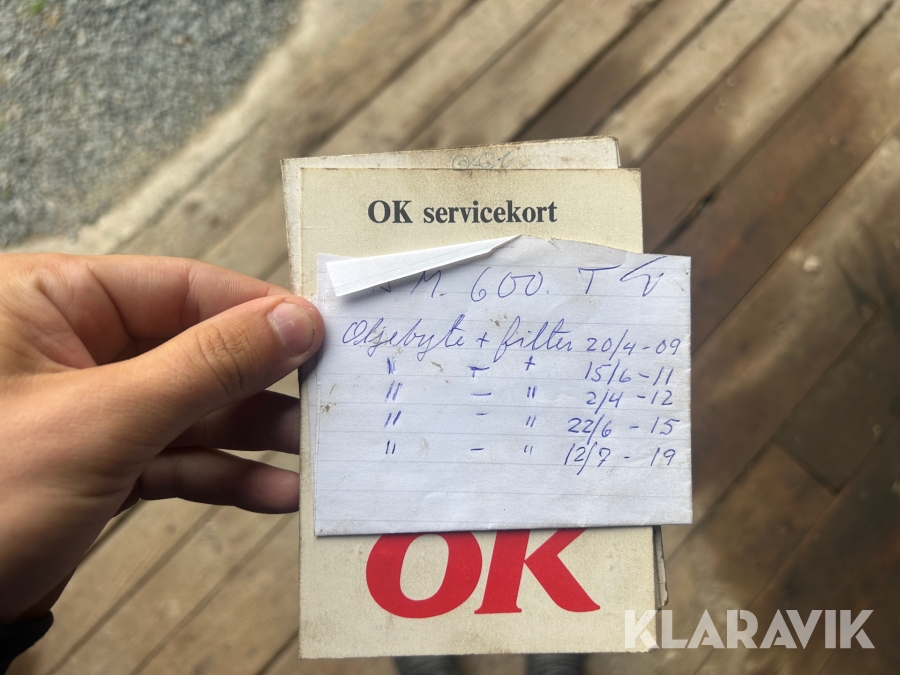 OK servicekort
M. 600. T
Oljebyte + filter 20/4-09
" - + 15/6-11
" - " 2/4-12
" - " 22/6-15
" - " 12/7-19
OK
KLARAVIK